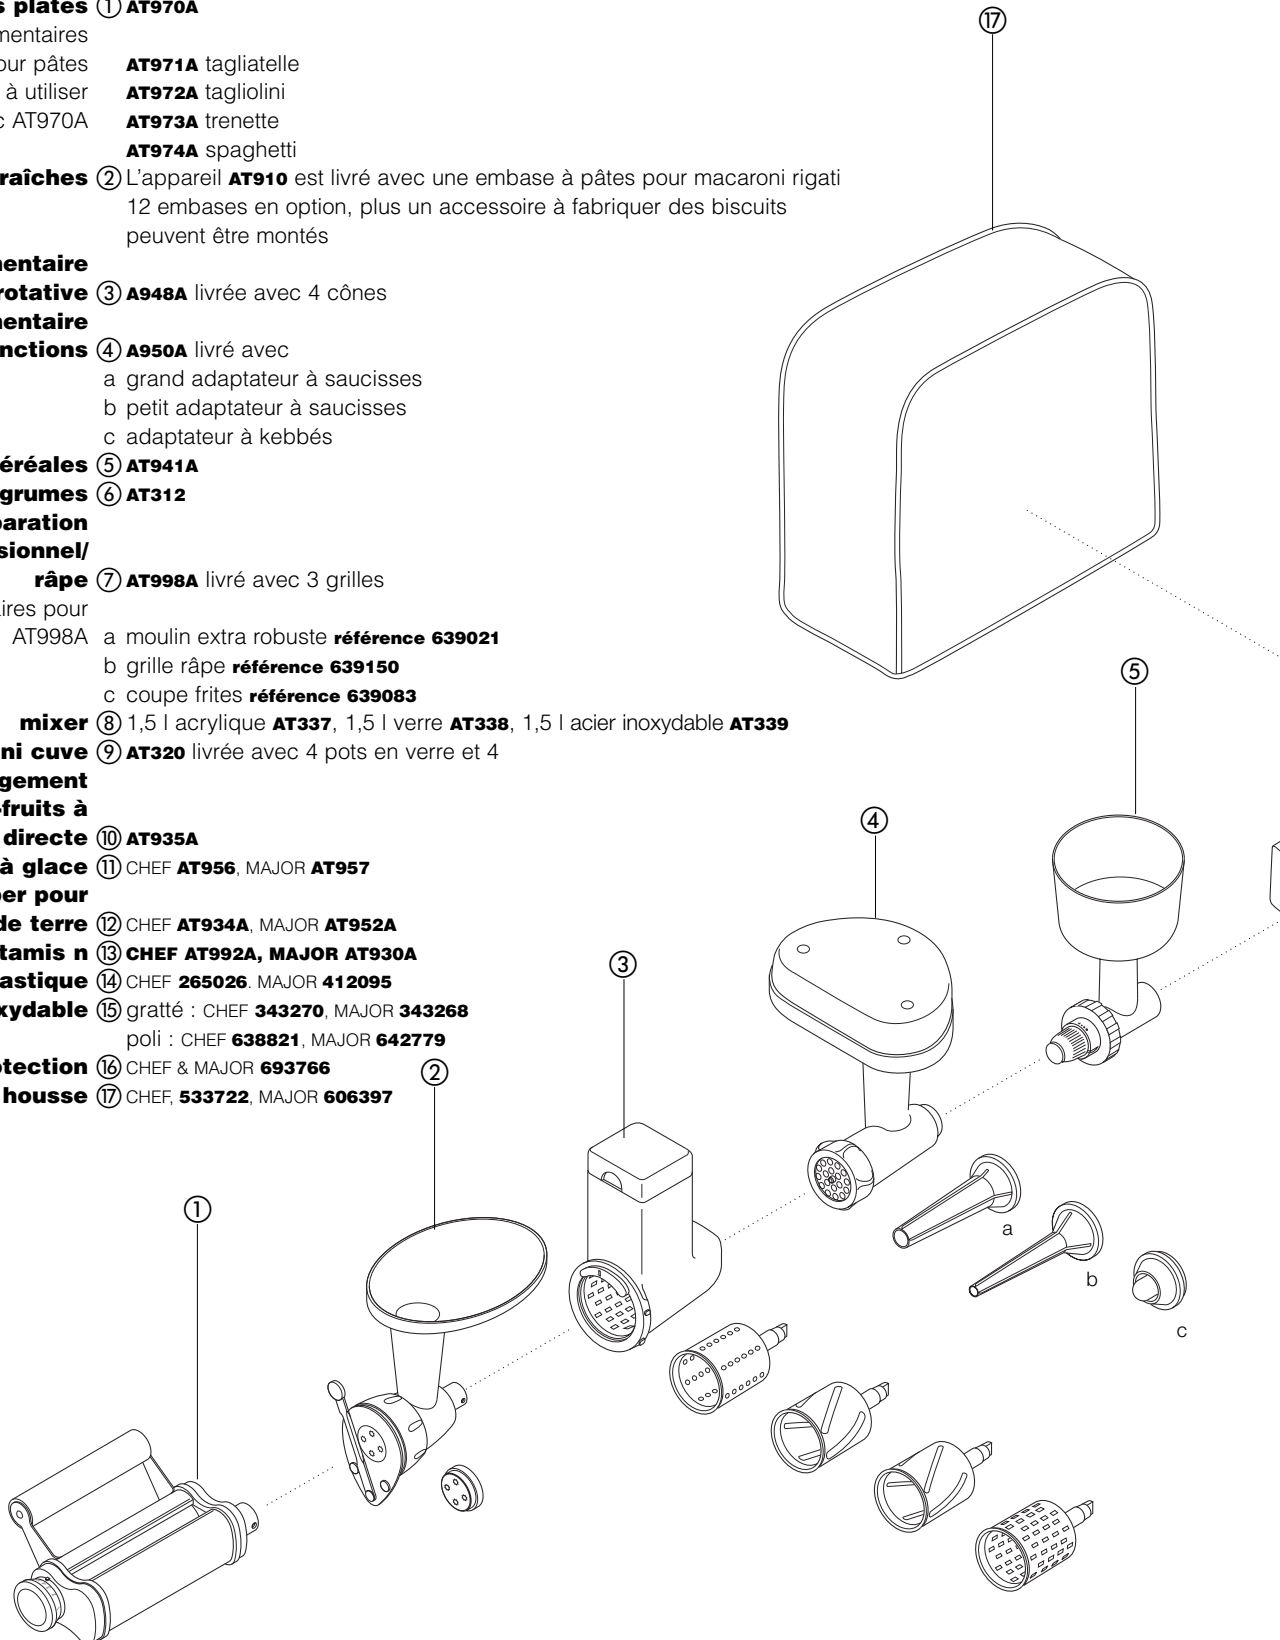 plates ① AT970A
mentaires
our pâtes AT971A tagliatelle
à utiliser AT972A tagliolini
c AT970A AT973A trenette
AT974A spaghetti
raîches ② L'appareil AT910 est livré avec une embase à pâtes pour macaroni rigati
12 embases en option, plus un accessoire à fabriquer des biscuits
peuvent être montés
entaire
rotative ③ A948A livrée avec 4 cônes
entaire
nctions ④ A950A livré avec
a grand adaptateur à saucisses
b petit adaptateur à saucisses
c adaptateur à kebbés
éréales ⑤ AT941A
grumes ⑥ AT312
paration
sionnel/
râpe ⑦ AT998A livré avec 3 grilles
ires pour
AT998A a moulin extra robuste référence 639021
b grille râpe référence 639150
c coupe frites référence 639083
mixer ⑧ 1,5 l acrylique AT337, 1,5 l verre AT338, 1,5 l acier inoxydable AT339
ni cuve ⑨ AT320 livrée avec 4 pots en verre et 4
gement
-fruits à
directe ⑩ AT935A
à glace ⑪ CHEF AT956, MAJOR AT957
per pour
de terre ⑫ CHEF AT934A, MAJOR AT952A
tamis n ⑬ CHEF AT992A, MAJOR AT930A
astique ⑭ CHEF 265026. MAJOR 412095
xydable ⑮ gratté : CHEF 343270, MAJOR 343268
poli : CHEF 638821, MAJOR 642779
otection ⑯ CHEF & MAJOR 693766
housse ⑰ CHEF, 533722, MAJOR 606397
⑰
⑤
④
③
②
①
a
b
c